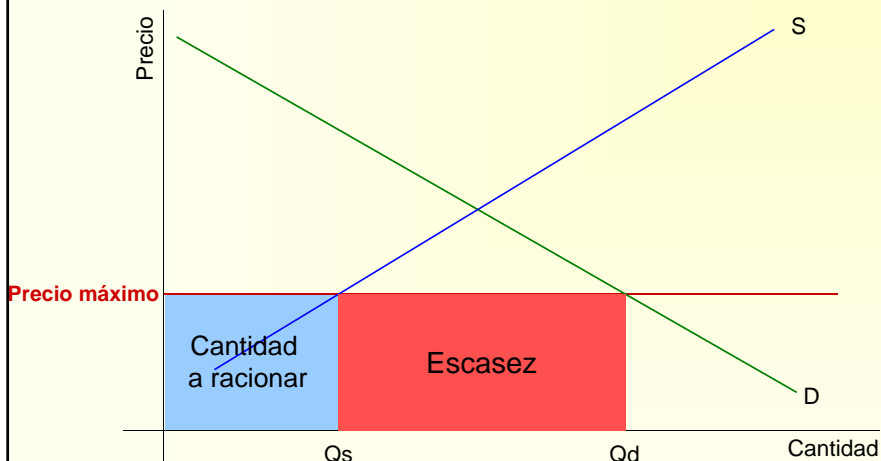 Precio
S
Precio máximo
Cantidad
a racionar
Escasez
D
Qs
Qd
Cantidad